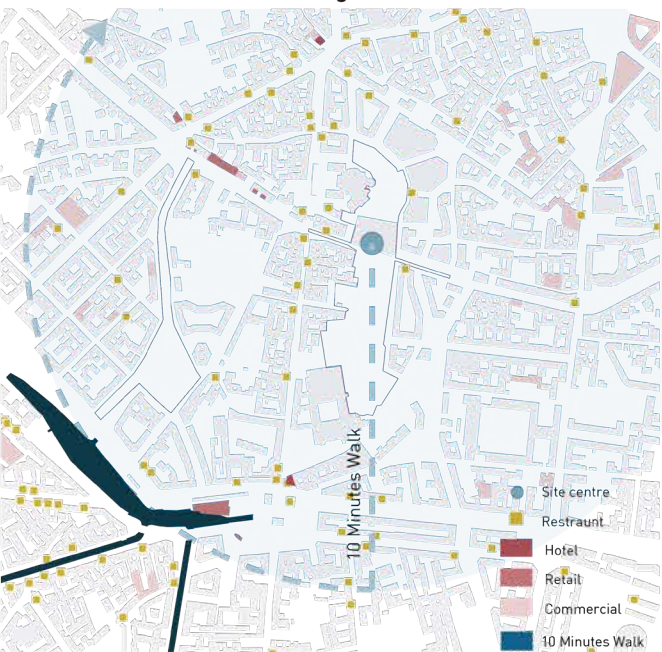 10 Minutes Walk
Site centre
Restraunt
Hotel
Retail
Commercial
10 Minutes Walk